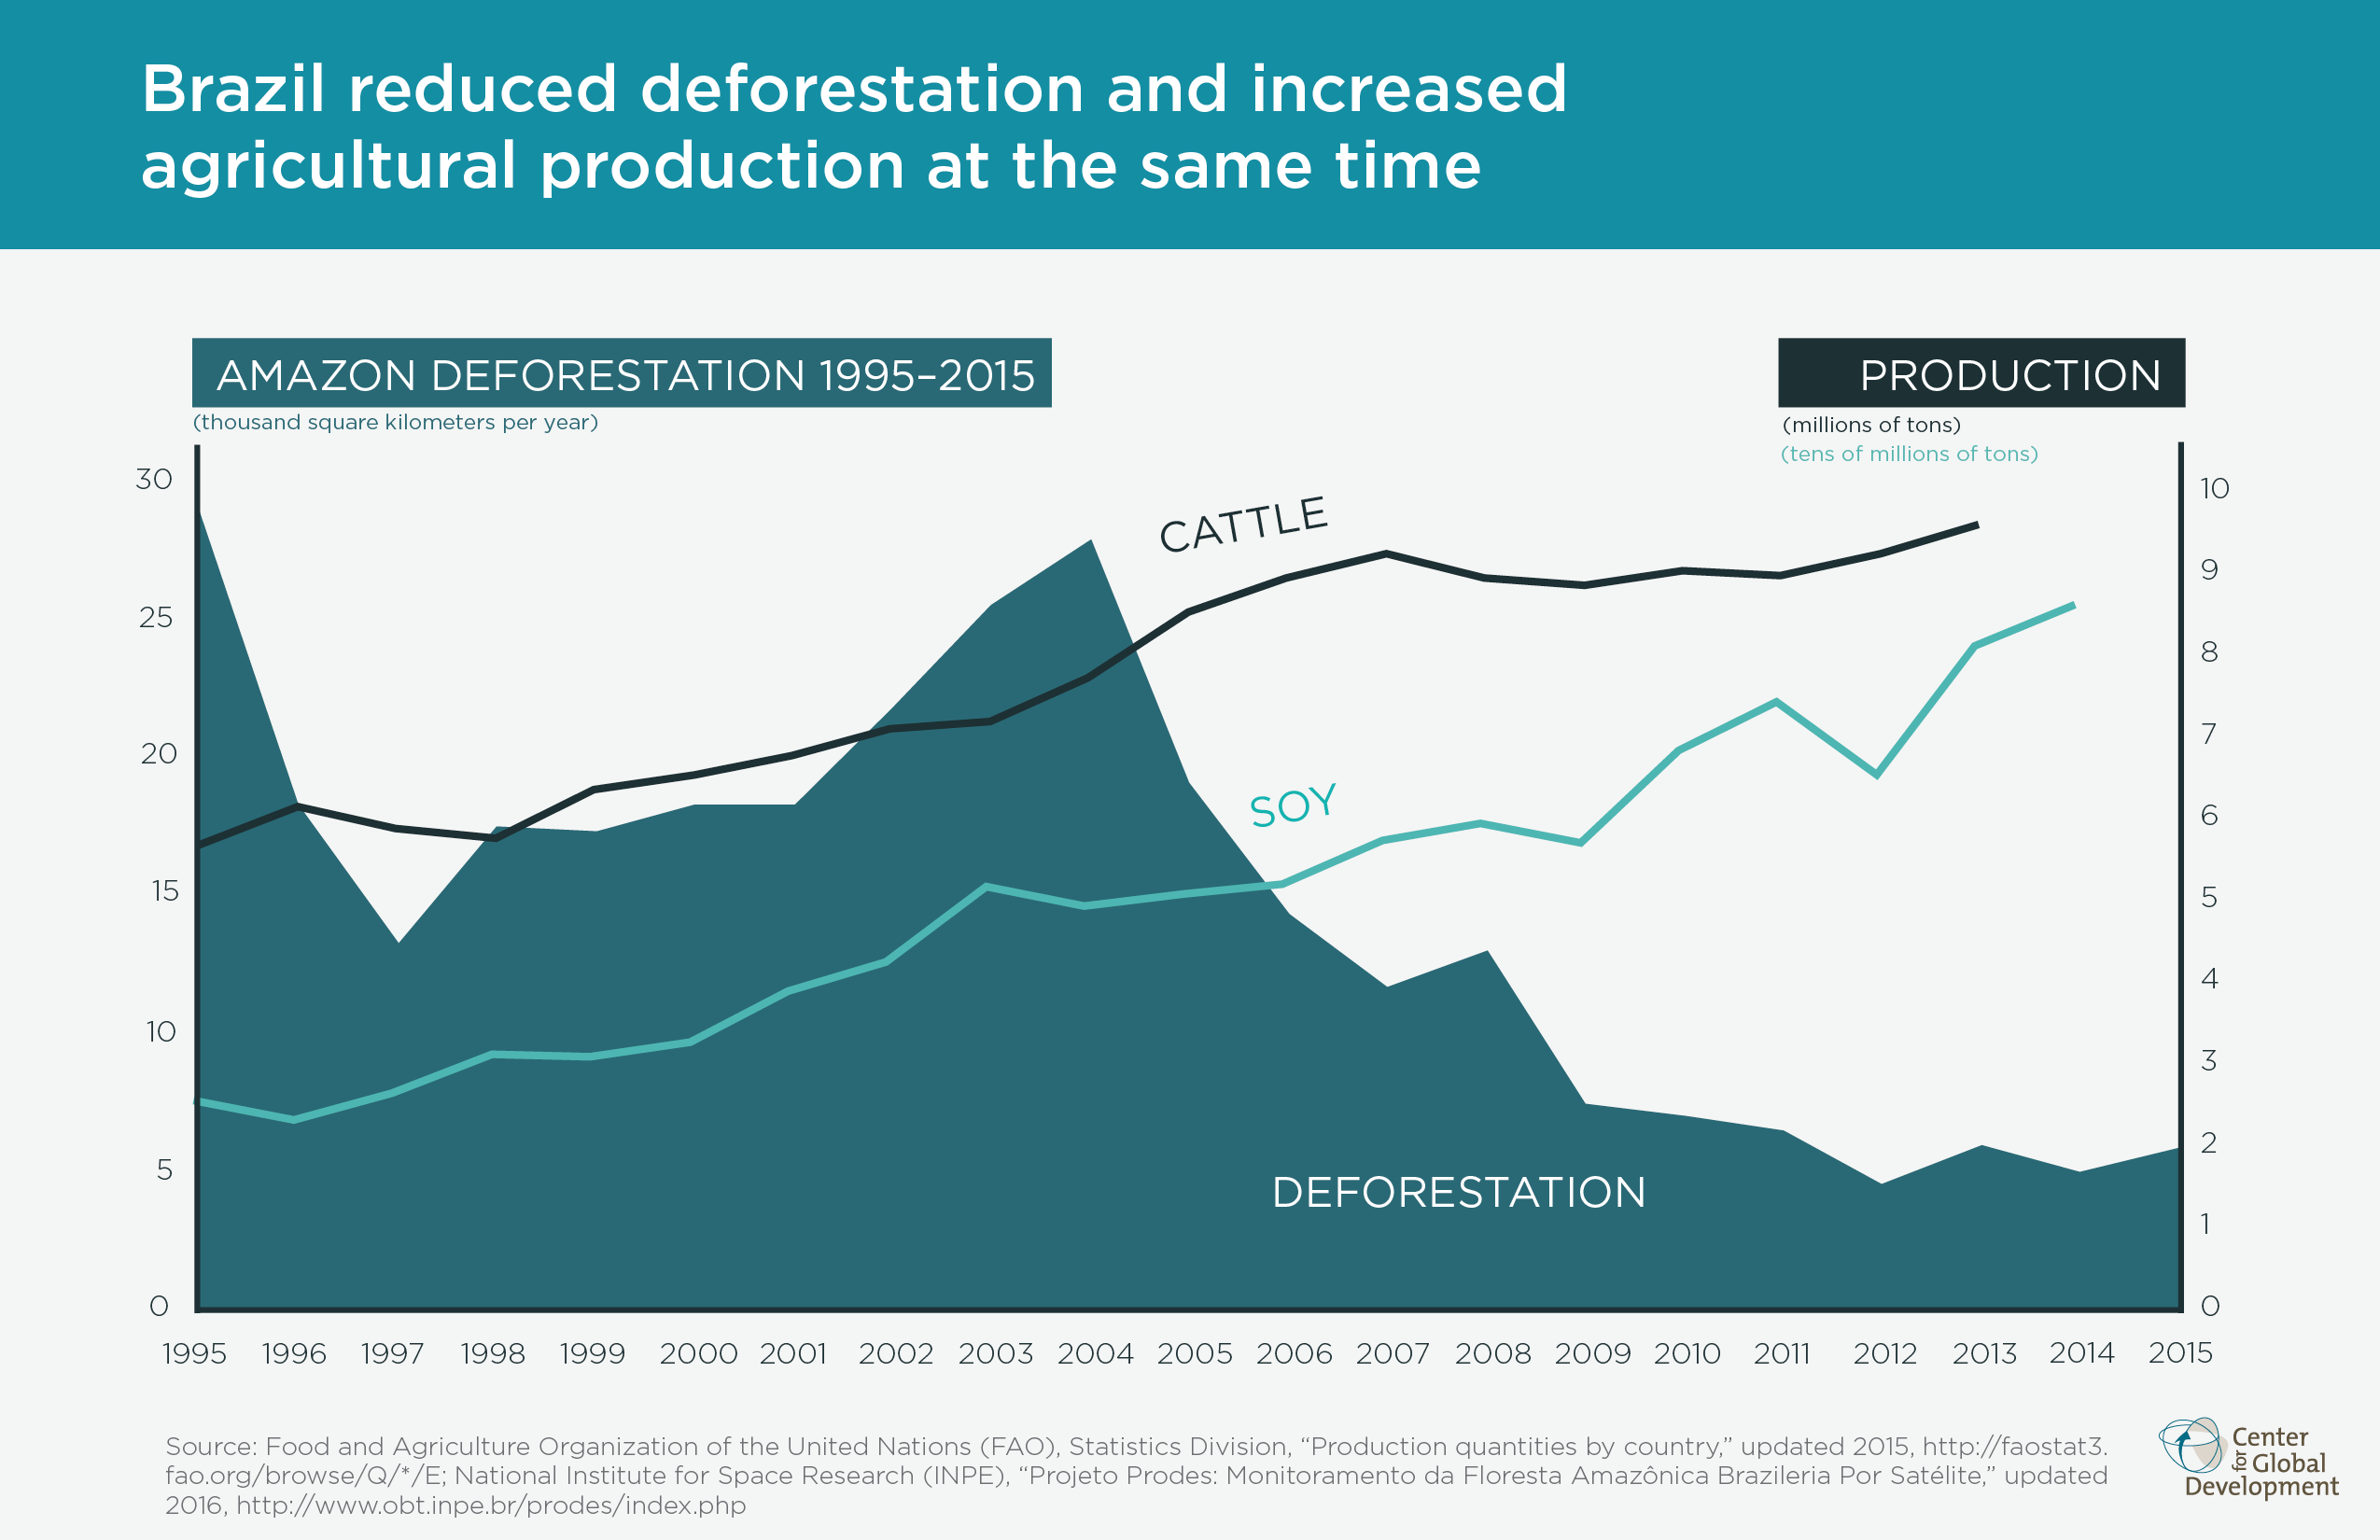 Brazil reduced deforestation and increased
agricultural production at the same time
AMAZON DEFORESTATION 1995–2015
(thousand square kilometers per year)
PRODUCTION
(millions of tons)
(tens of millions of tons)
30
25
20
15
10
5
0
CATTLE
SOY
DEFORESTATION
10
9
8
7
6
5
4
3
2
1
0
1995 1996 1997 1998 1999 2000 2001 2002 2003 2004 2005 2006 2007 2008 2009 2010 2011 2012 2013 2014 2015
Source: Food and Agriculture Organization of the United Nations (FAO), Statistics Division, “Production quantities by country,” updated 2015, http://faostat3.
fao.org/browse/Q/*/E; National Institute for Space Research (INPE), “Projeto Prodes: Monitoramento da Floresta Amazônica Brazileria Por Satélite,” updated
2016, http://www.obt.inpe.br/prodes/index.php
Center
for Global
Development